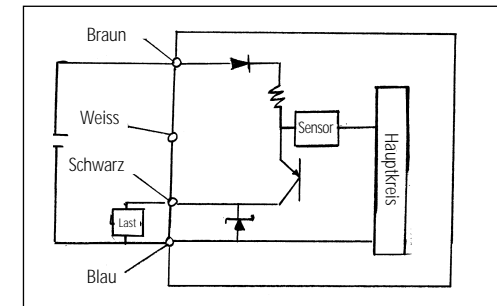 Braun
Weiss
Sensor
Schwarz
Hauptkreis
Last
Blau